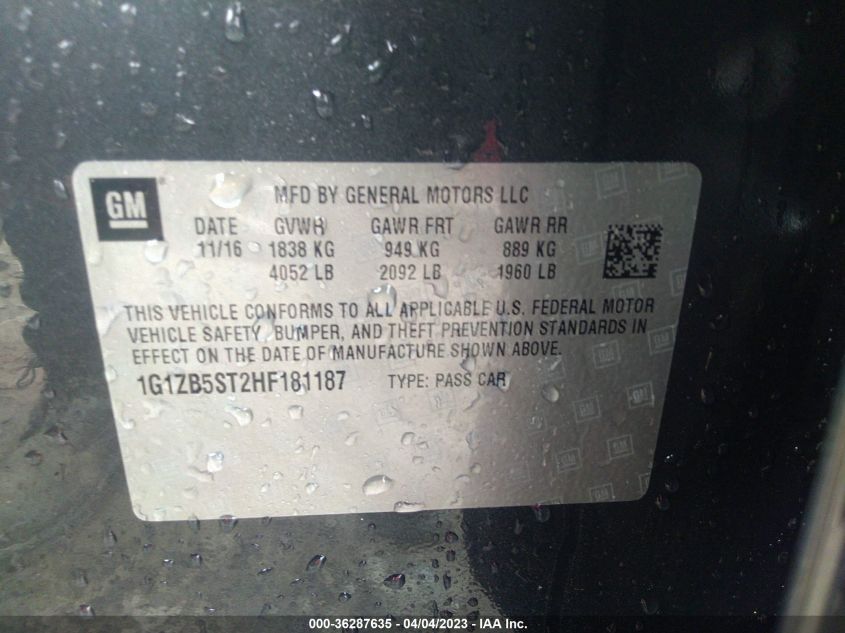 GM
MFD BY GENERAL MOTORS LLC
DATE GVWR GAWR FRT GAWR RR
11/16 1838 KG 949 KG 889 KG
4052 LB 2092 LB 1960 LB
THIS VEHICLE CONFORMS TO ALL APPLICABLE U.S. FEDERAL MOTOR
VEHICLE SAFETY, BUMPER, AND THEFT PREVENTION STANDARDS IN
EFFECT ON THE DATE OF MANUFACTURE SHOWN ABOVE.
1G1ZB5ST2HF181187 TYPE: PASS CAR
000-36287635 - 04/04/2023 - IAA Inc.